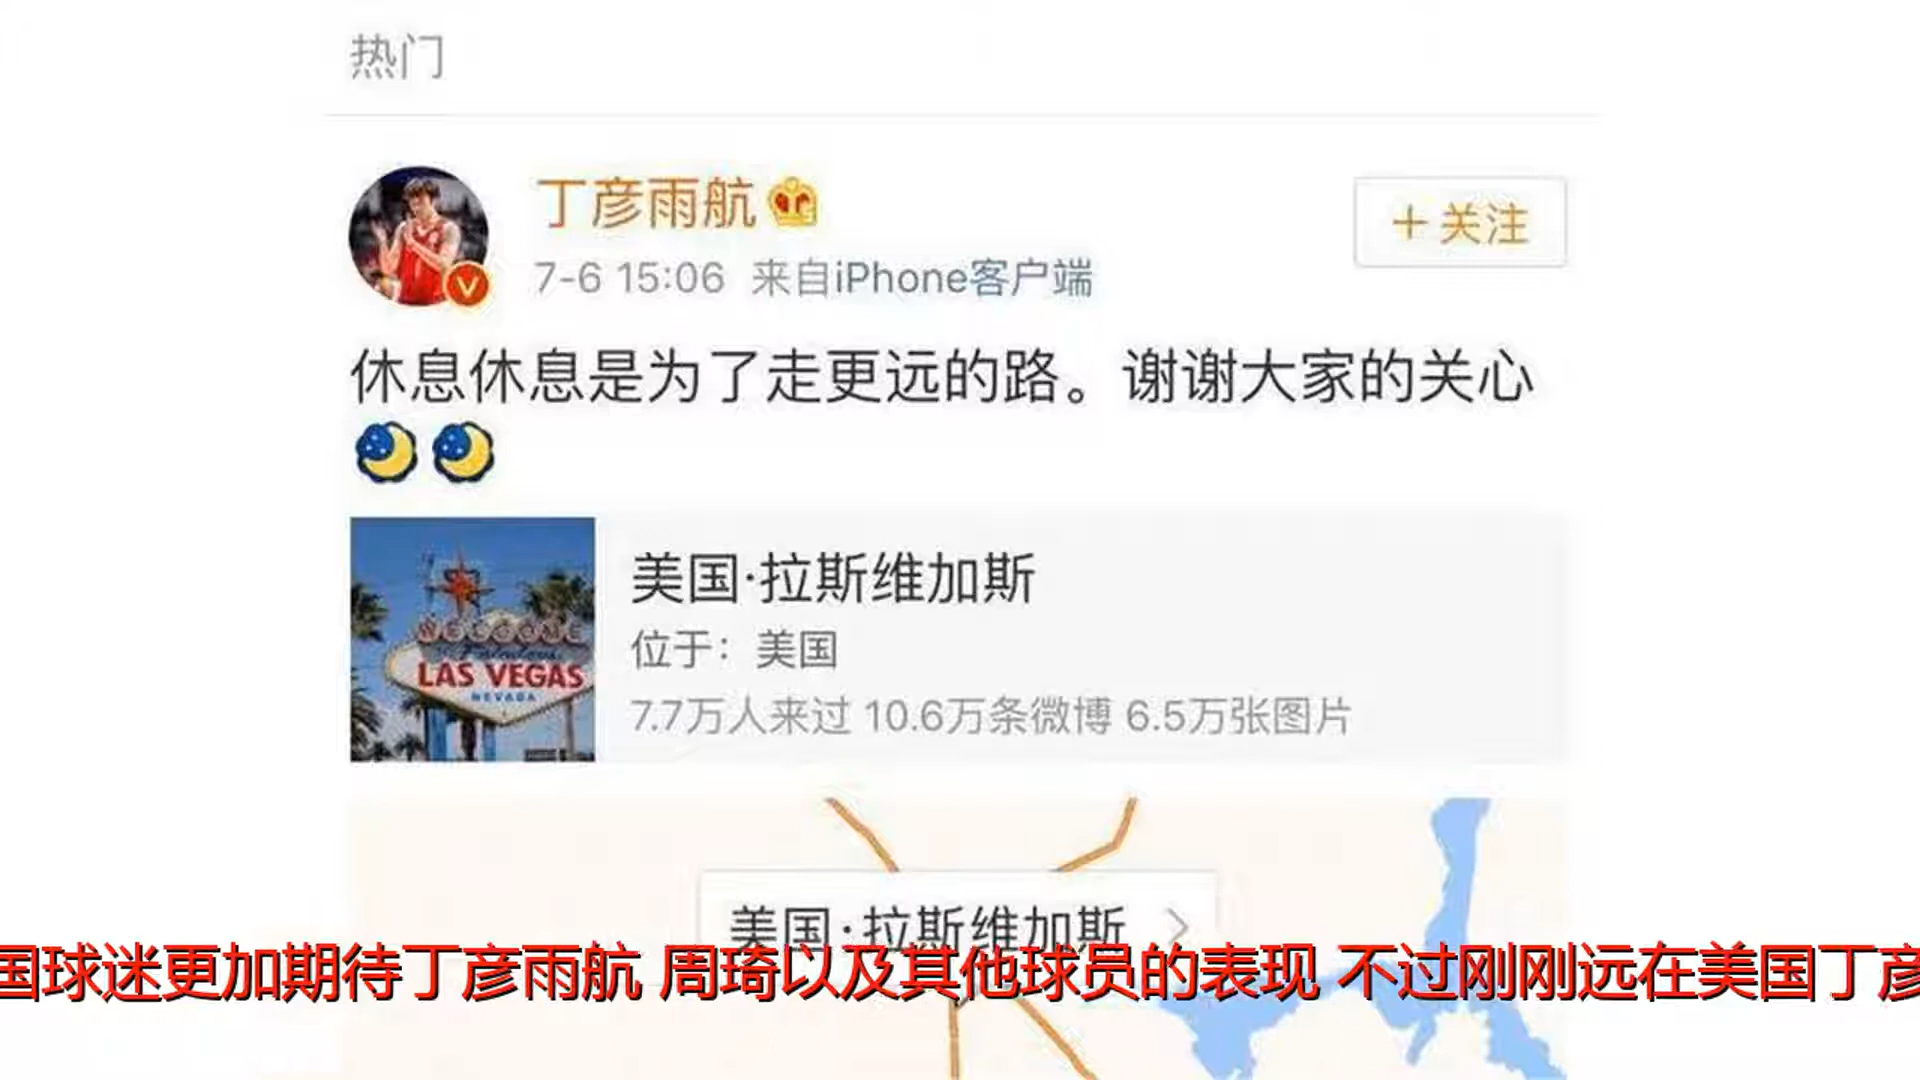 热门
丁彦雨航
+关注
7-6 15:06 来自iPhone客户端
休息休息是为了走更远的路。谢谢大家的关心
WELCOME
Fabulous
LAS VEGAS
NEVADA
美国·拉斯维加斯
位于：美国
7.7万人来过 10.6万条微博 6.5万张图片
美国·拉斯维加斯
国球迷更加期待丁彦雨航 周琦以及其他球员的表现 不过刚刚远在美国丁彦